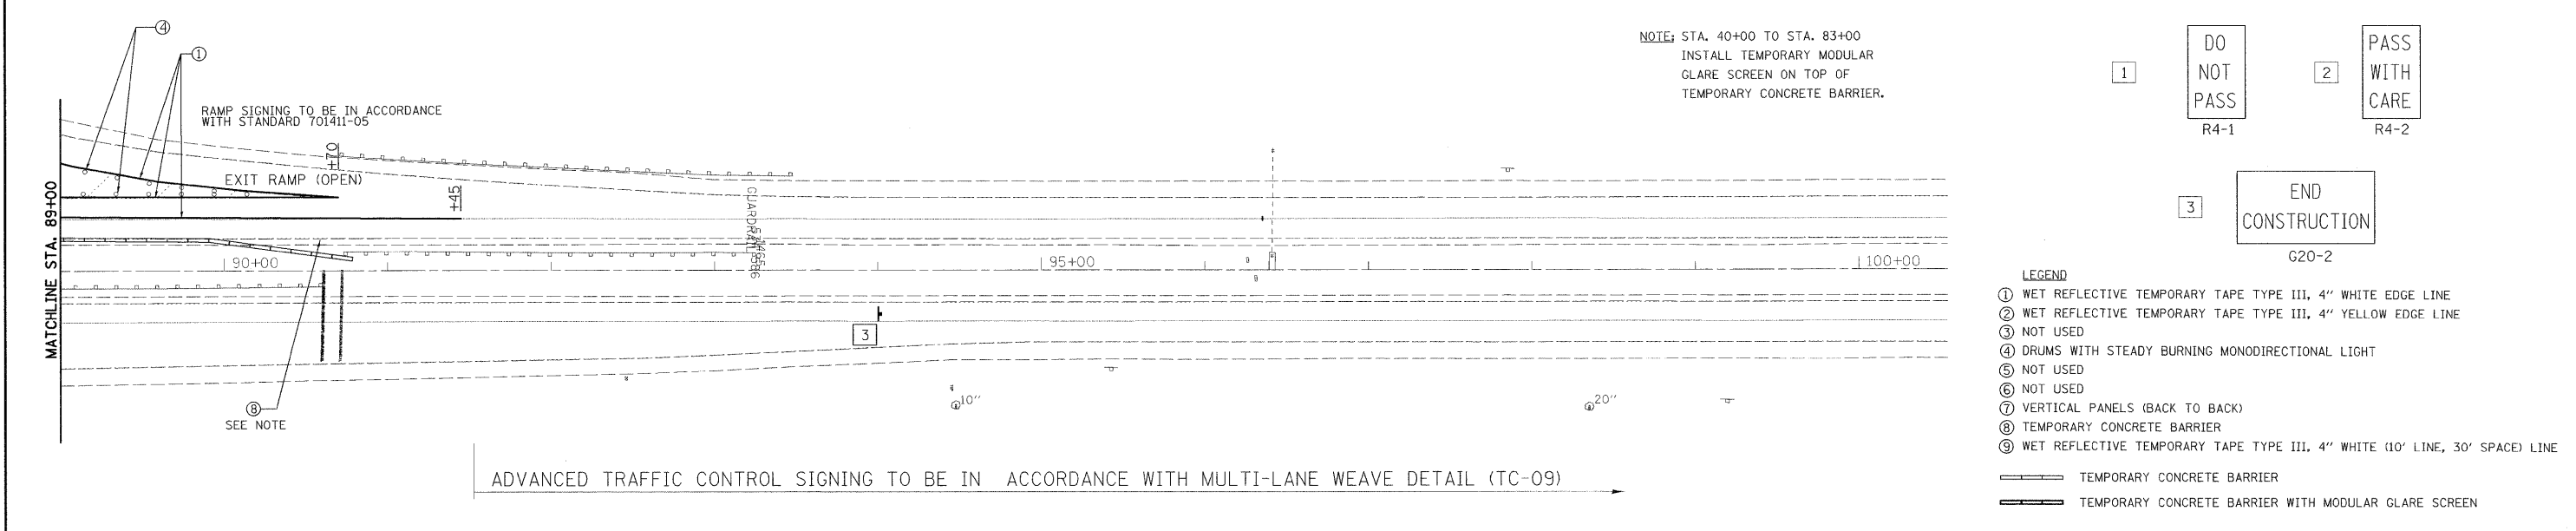 ④
①
RAMP SIGNING TO BE IN ACCORDANCE
WITH STANDARD 701411-05
+70
EXIT RAMP (OPEN)
+45
MATCHLINE STA. 89+00
GUARDRAIL
90+00
95+00
100+00
3
⑧
SEE NOTE
10"
20"
ADVANCED TRAFFIC CONTROL SIGNING TO BE IN ACCORDANCE WITH MULTI-LANE WEAVE DETAIL (TC-09)
NOTE: STA. 40+00 TO STA. 83+00
INSTALL TEMPORARY MODULAR
GLARE SCREEN ON TOP OF
TEMPORARY CONCRETE BARRIER.
1
DO
NOT
PASS
R4-1
2
PASS
WITH
CARE
R4-2
3
END
CONSTRUCTION
G20-2
LEGEND
① WET REFLECTIVE TEMPORARY TAPE TYPE III, 4" WHITE EDGE LINE
② WET REFLECTIVE TEMPORARY TAPE TYPE III, 4" YELLOW EDGE LINE
③ NOT USED
④ DRUMS WITH STEADY BURNING MONODIRECTIONAL LIGHT
⑤ NOT USED
⑥ NOT USED
⑦ VERTICAL PANELS (BACK TO BACK)
⑧ TEMPORARY CONCRETE BARRIER
⑨ WET REFLECTIVE TEMPORARY TAPE TYPE III, 4" WHITE (10' LINE, 30' SPACE) LINE
TEMPORARY CONCRETE BARRIER
TEMPORARY CONCRETE BARRIER WITH MODULAR GLARE SCREEN